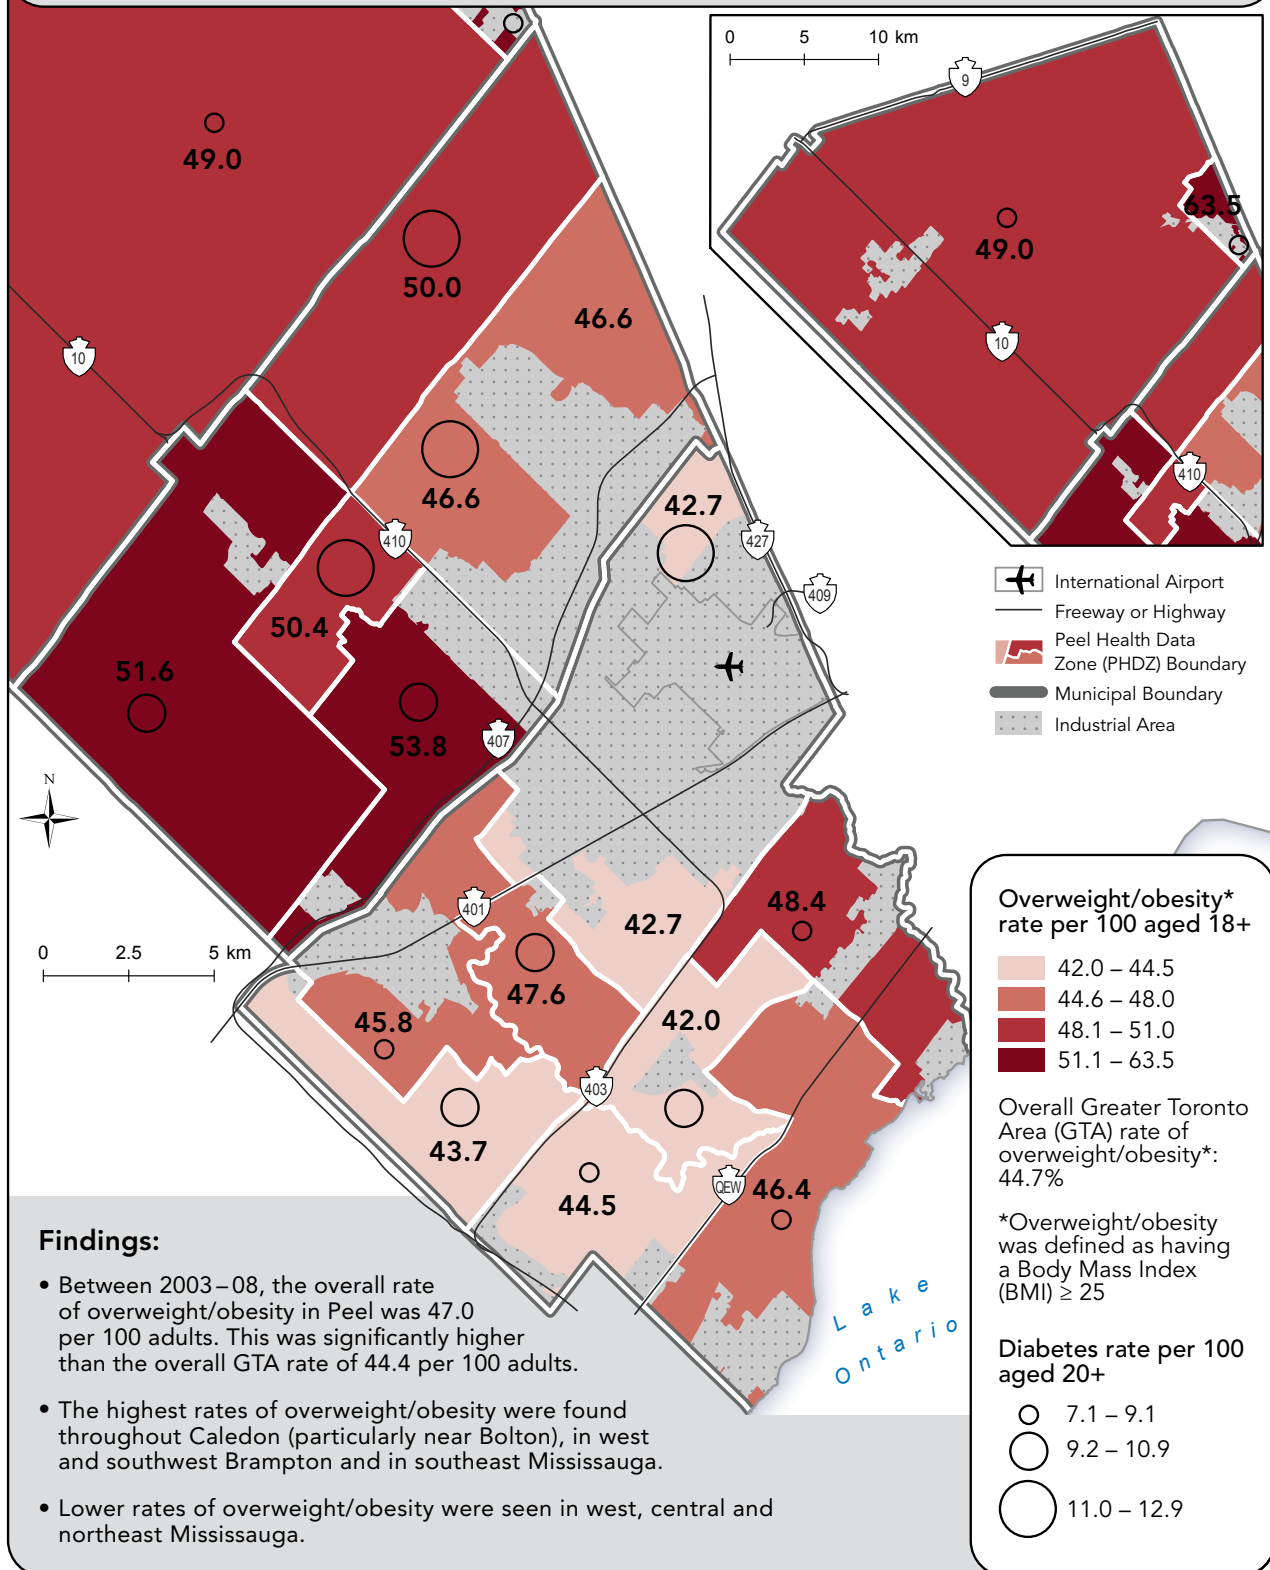 0 5 10 km
9
63.5
49.0
10
410
49.0
50.0
46.6
10
46.6
42.7
410
427
409
50.4
51.6
53.8
407
N
401
42.7
48.4
0 2.5 5 km
47.6
45.8
42.0
403
43.7
44.5
QEW
46.4
Lake
Ontario
International Airport
Freeway or Highway
Peel Health Data
Zone (PHDZ) Boundary
Municipal Boundary
Industrial Area
Overweight/obesity*
rate per 100 aged 18+
42.0 – 44.5
44.6 – 48.0
48.1 – 51.0
51.1 – 63.5
Overall Greater Toronto
Area (GTA) rate of
overweight/obesity*:
44.7%
*Overweight/obesity
was defined as having
a Body Mass Index
(BMI) ≥ 25
Diabetes rate per 100
aged 20+
7.1 – 9.1
9.2 – 10.9
11.0 – 12.9
Findings:
• Between 2003–08, the overall rate
of overweight/obesity in Peel was 47.0
per 100 adults. This was significantly higher
than the overall GTA rate of 44.4 per 100 adults.
• The highest rates of overweight/obesity were found
throughout Caledon (particularly near Bolton), in west
and southwest Brampton and in southeast Mississauga.
• Lower rates of overweight/obesity were seen in west, central and
northeast Mississauga.